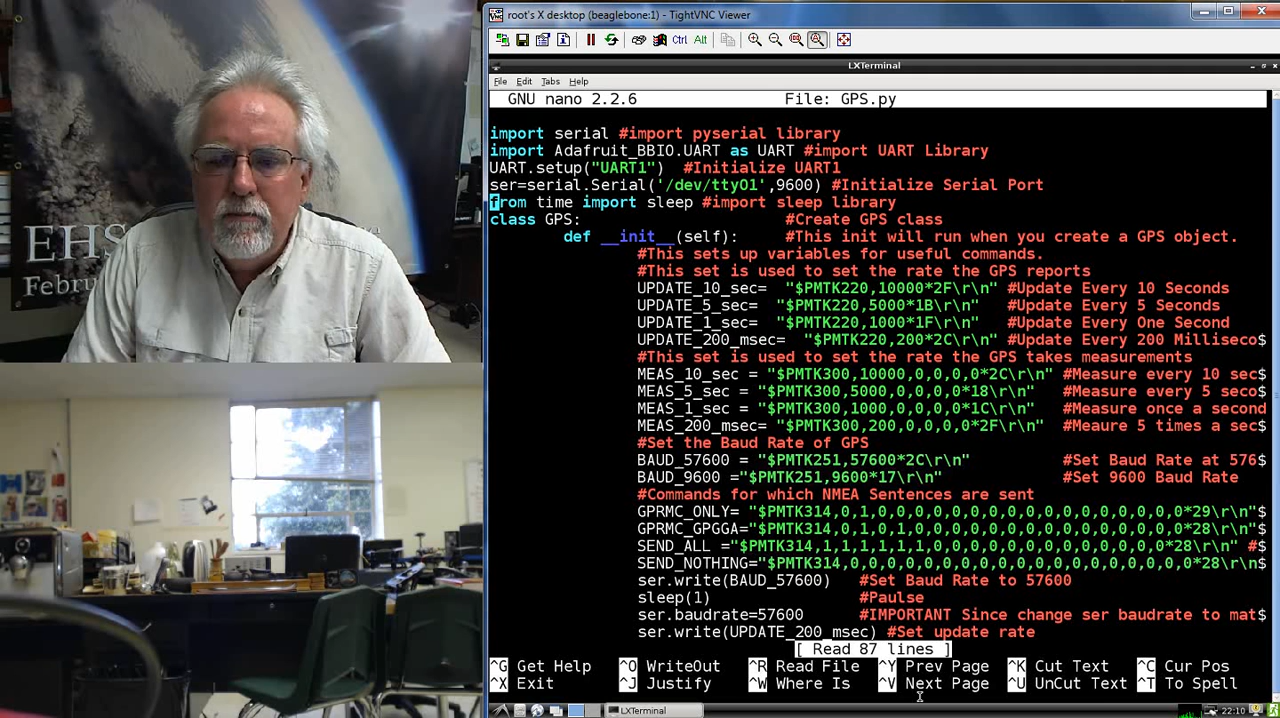 EHS
Februa
root's X desktop (beaglebone:1) - TightVNC Viewer
Ctrl Alt
LXTerminal
File Edit Tabs Help
GNU nano 2.2.6 File: GPS.py
import serial #import pyserial library
import Adafruit_BBIO.UART as UART #import UART Library
UART.setup("UART1") #Initialize UART1
ser=serial.Serial('/dev/ttyO1',9600) #Initialize Serial Port
from time import sleep #import sleep library
class GPS: #Create GPS class
def __init__(self): #This init will run when you create a GPS object.
#This sets up variables for useful commands.
#This set is used to set the rate the GPS reports
UPDATE_10_sec= "$PMTK220,10000*2F\r\n" #Update Every 10 Seconds
UPDATE_5_sec= "$PMTK220,5000*1B\r\n" #Update Every 5 Seconds
UPDATE_1_sec= "$PMTK220,1000*1F\r\n" #Update Every One Second
UPDATE_200_msec= "$PMTK220,200*2C\r\n" #Update Every 200 Milliseco$
#This set is used to set the rate the GPS takes measurements
MEAS_10_sec = "$PMTK300,10000,0,0,0,0*2C\r\n" #Measure every 10 sec$
MEAS_5_sec = "$PMTK300,5000,0,0,0,0*18\r\n" #Measure every 5 seco$
MEAS_1_sec = "$PMTK300,1000,0,0,0,0*1C\r\n" #Measure once a second
MEAS_200_msec= "$PMTK300,200,0,0,0,0*2F\r\n" #Meaure 5 times a sec$
#Set the Baud Rate of GPS
BAUD_57600 = "$PMTK251,57600*2C\r\n" #Set Baud Rate at 576$
BAUD_9600 ="$PMTK251,9600*17\r\n" #Set 9600 Baud Rate
#Commands for which NMEA Sentences are sent
GPRMC_ONLY= "$PMTK314,0,1,0,0,0,0,0,0,0,0,0,0,0,0,0,0,0,0,0*29\r\n"$
GPRMC_GPGGA="$PMTK314,0,1,0,1,0,0,0,0,0,0,0,0,0,0,0,0,0,0,0*28\r\n"$
SEND_ALL ="$PMTK314,1,1,1,1,1,1,0,0,0,0,0,0,0,0,0,0,0,0,0*28\r\n" #$
SEND_NOTHING="$PMTK314,0,0,0,0,0,0,0,0,0,0,0,0,0,0,0,0,0,0,0*28\r\n$
ser.write(BAUD_57600) #Set Baud Rate to 57600
sleep(1) #Paulse
ser.baudrate=57600 #IMPORTANT Since change ser baudrate to mat$
ser.write(UPDATE_200_msec) #Set update rate
[ Read 87 lines ]
^G Get Help ^O WriteOut ^R Read File ^Y Prev Page ^K Cut Text ^C Cur Pos
^X Exit ^J Justify ^W Where Is ^V Next Page ^U UnCut Text ^T To Spell
LXTerminal 22:10